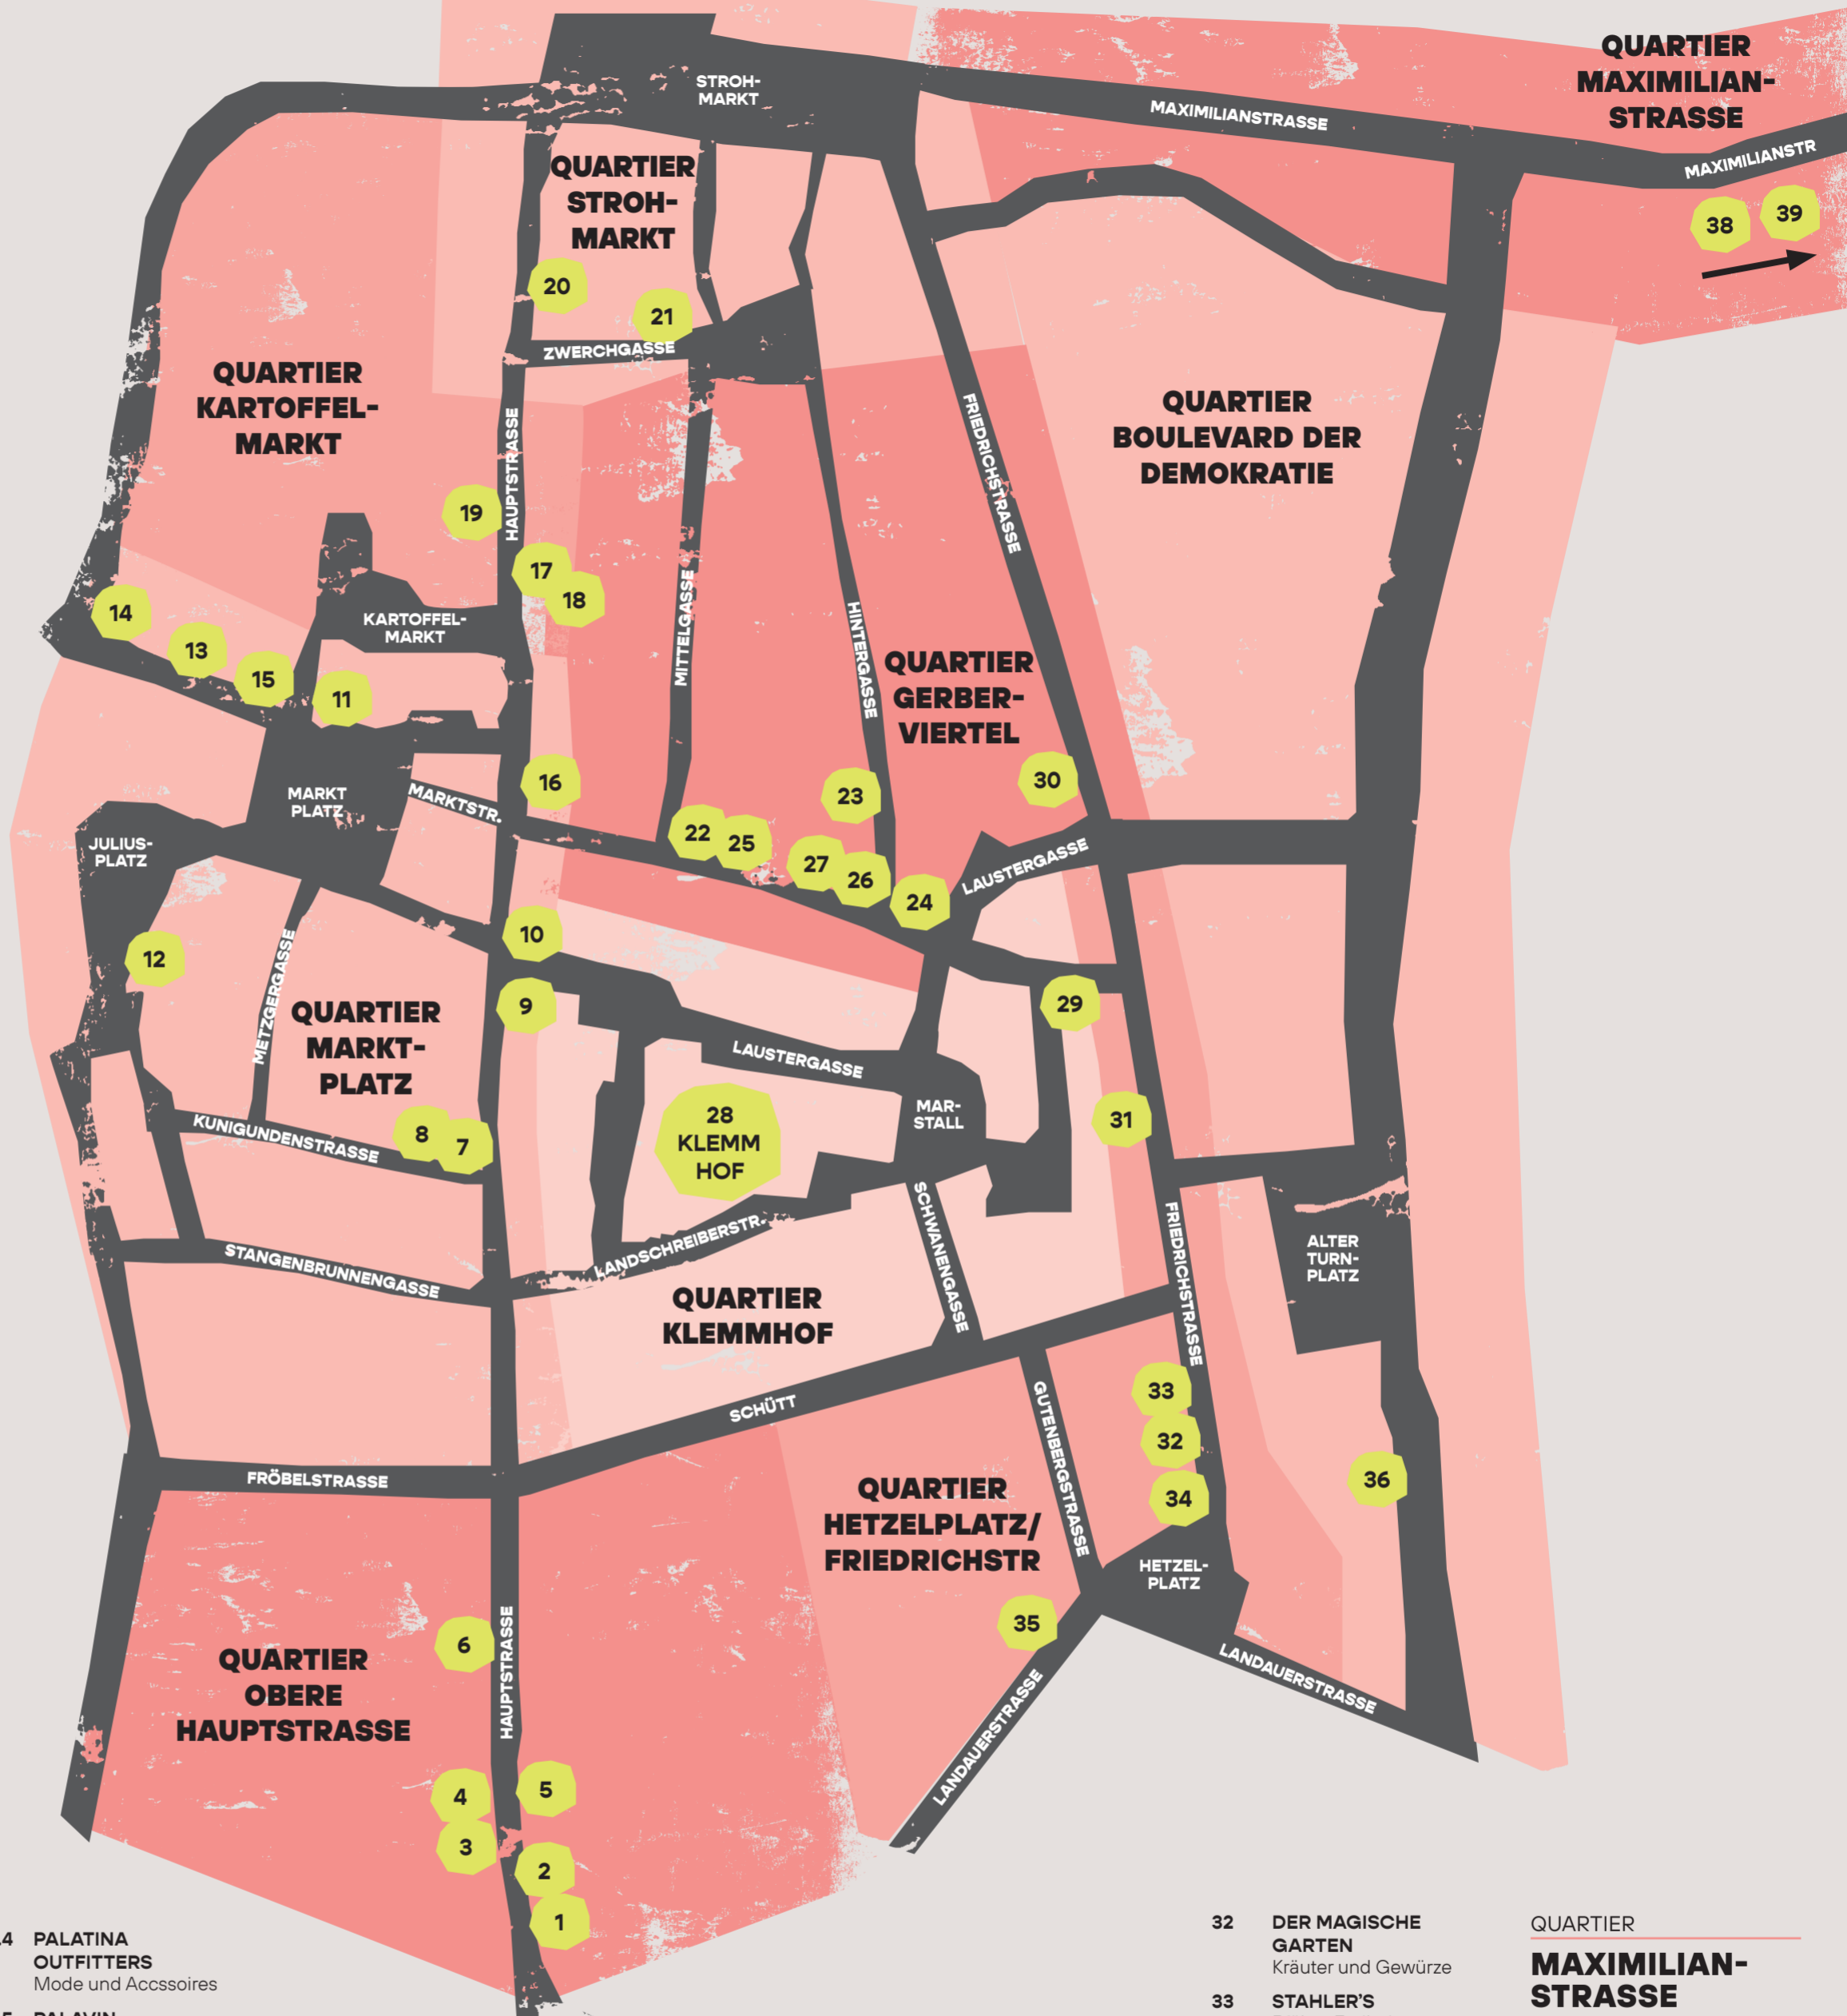 QUARTIER
MAXIMILIAN-
STRASSE
STROH-
MARKT
MAXIMILIANSTRASSE
MAXIMILIANSTR
QUARTIER
STROH-
MARKT
38
39
20
21
ZWERCHGASSE
QUARTIER
KARTOFFEL-
MARKT
HAUPTSTRASSE
FRIEDRICHSTRASSE
QUARTIER
BOULEVARD DER
DEMOKRATIE
19
17
18
14
13
15
11
KARTOFFEL-
MARKT
MITTELGASSE
HINTERGASSE
QUARTIER
GERBER-
VIERTEL
30
16
MARKT
PLATZ
MARKTSTR.
JULIUS-
PLATZ
22
25
23
27
26
24
LAUSTERGASSE
12
METZGERGASSE
10
9
QUARTIER
MARKT-
PLATZ
29
LAUSTERGASSE
28
KLEMM
HOF
MAR-
STALL
31
8
7
KUNIGUNDENSTRASSE
STANGENBRUNNENGASSE
LANDSCHREIBERSTR.
SCHWANENGASSE
FRIEDRICHSTRASSE
ALTER
TURN-
PLATZ
QUARTIER
KLEMMHOF
SCHÜTT
GUTENBERGSTRASSE
33
32
34
36
FRÖBELSTRASSE
QUARTIER
HETZELPLATZ/
FRIEDRICHSTR
HETZEL-
PLATZ
35
LANDAUERSTRASSE
LANDAUERSTRASSE
6
HAUPTSTRASSE
QUARTIER
OBERE
HAUPTSTRASSE
4
5
3
2
1
4 PALATINA
OUTFITTERS
Mode und Accssoires
PALAVIN
32 DER MAGISCHE
GARTEN
Kräuter und Gewürze
33 STAHLER'S
QUARTIER
MAXIMILIAN-
STRASSE